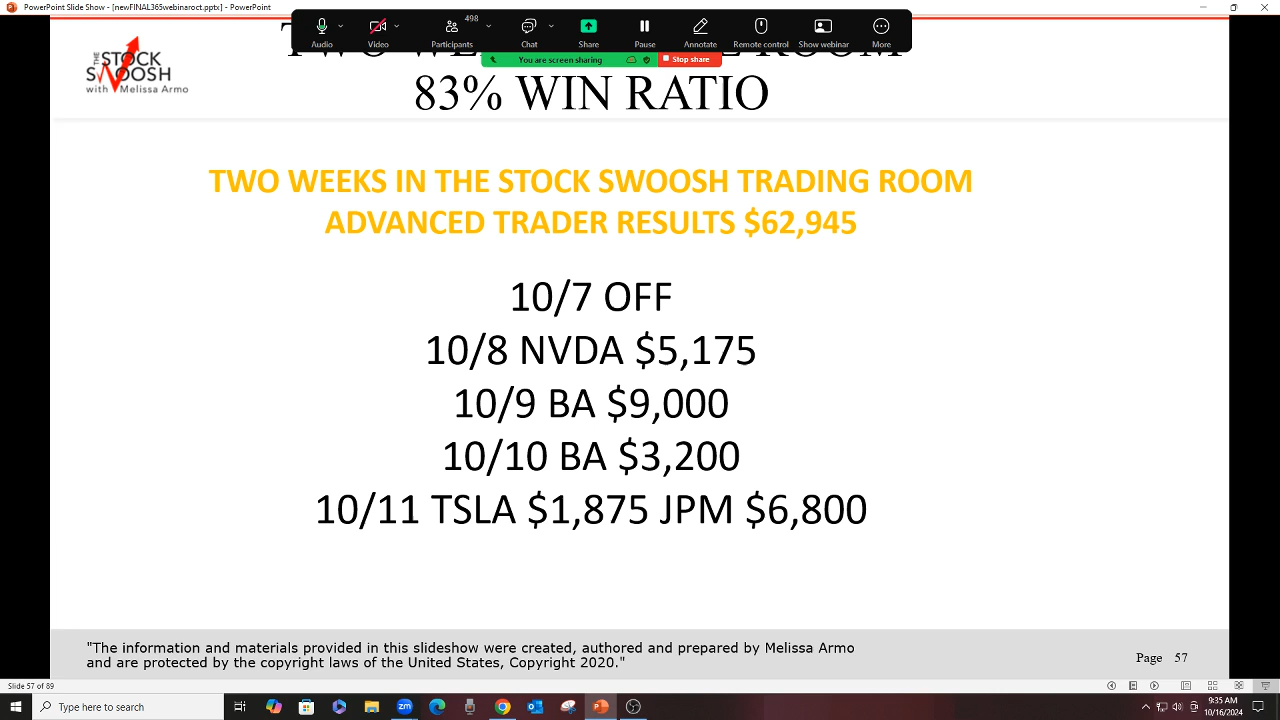 PowerPoint Slide Show - [newFINAL365webinaroct.pptx] - PowerPoint
498
Audio Video Participants Chat Share Pause Annotate Remote control Show webinar More
You are screen sharing Stop share
THE STOCK SWOOSH
with Melissa Armo
83% WIN RATIO
TWO WEEKS IN THE STOCK SWOOSH TRADING ROOM
ADVANCED TRADER RESULTS $62,945
10/7 OFF
10/8 NVDA $5,175
10/9 BA $9,000
10/10 BA $3,200
10/11 TSLA $1,875 JPM $6,800
"The information and materials provided in this slideshow were created, authored and prepared by Melissa Armo
and are protected by the copyright laws of the United States, Copyright 2020."
Page 57
Slide 57 of 89
Type here to search
9:35 AM
10/16/2024